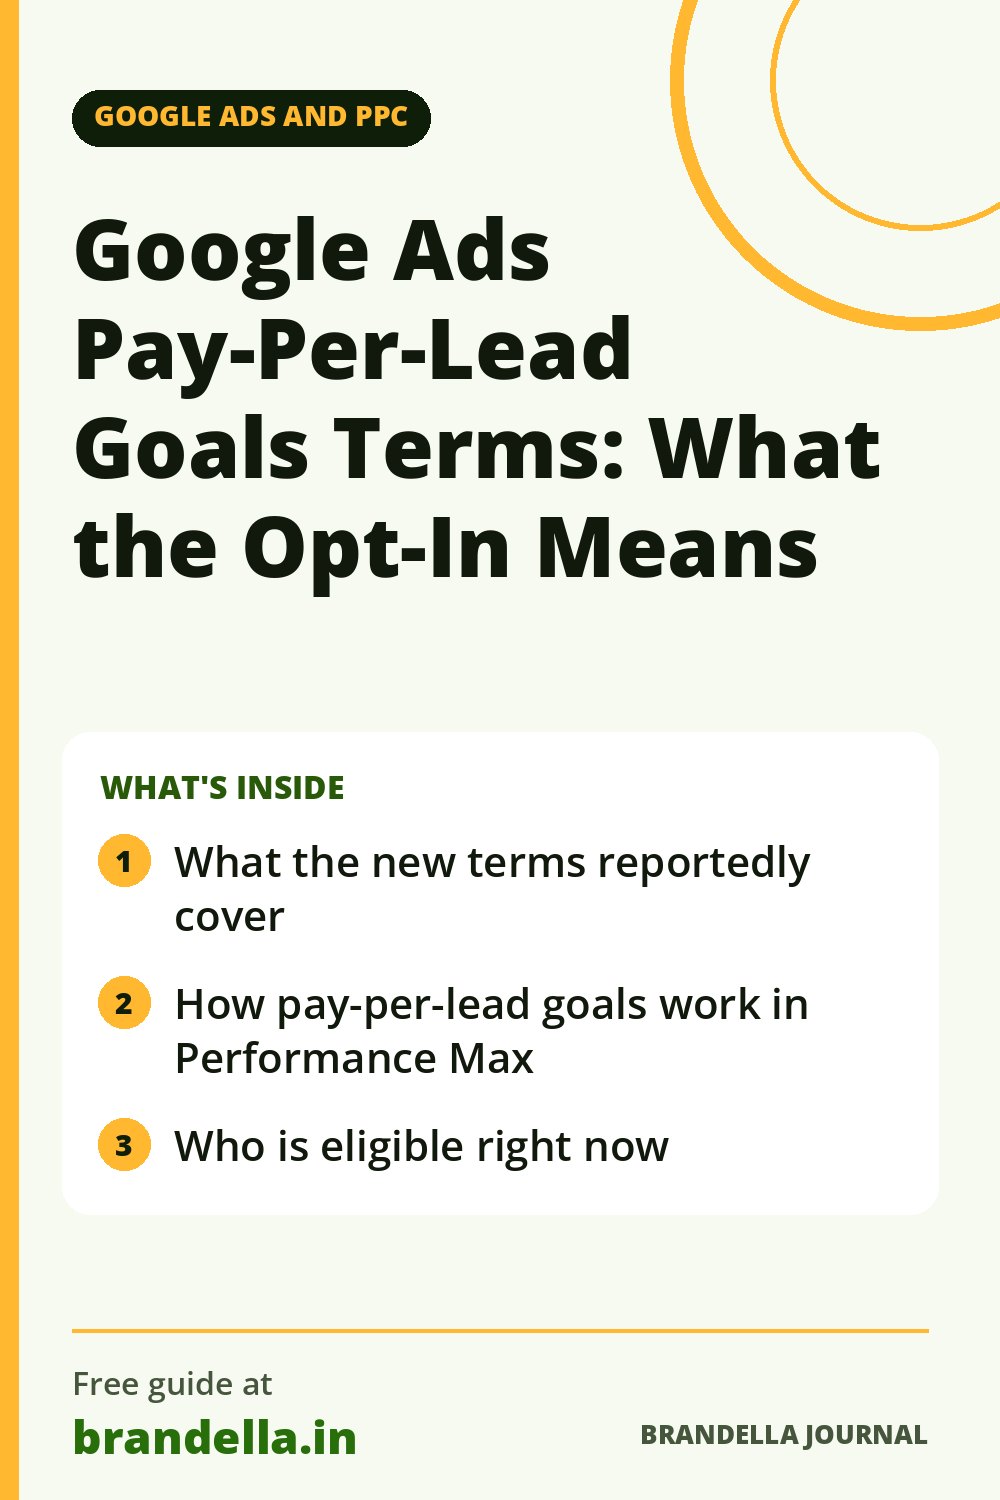 GOOGLE ADS AND PPC
Google Ads
Pay-Per-Lead
Goals Terms: What
the Opt-In Means
WHAT'S INSIDE
1 What the new terms reportedly
cover
2 How pay-per-lead goals work in
Performance Max
3 Who is eligible right now
Free guide at
brandella.in
BRANDELLA JOURNAL